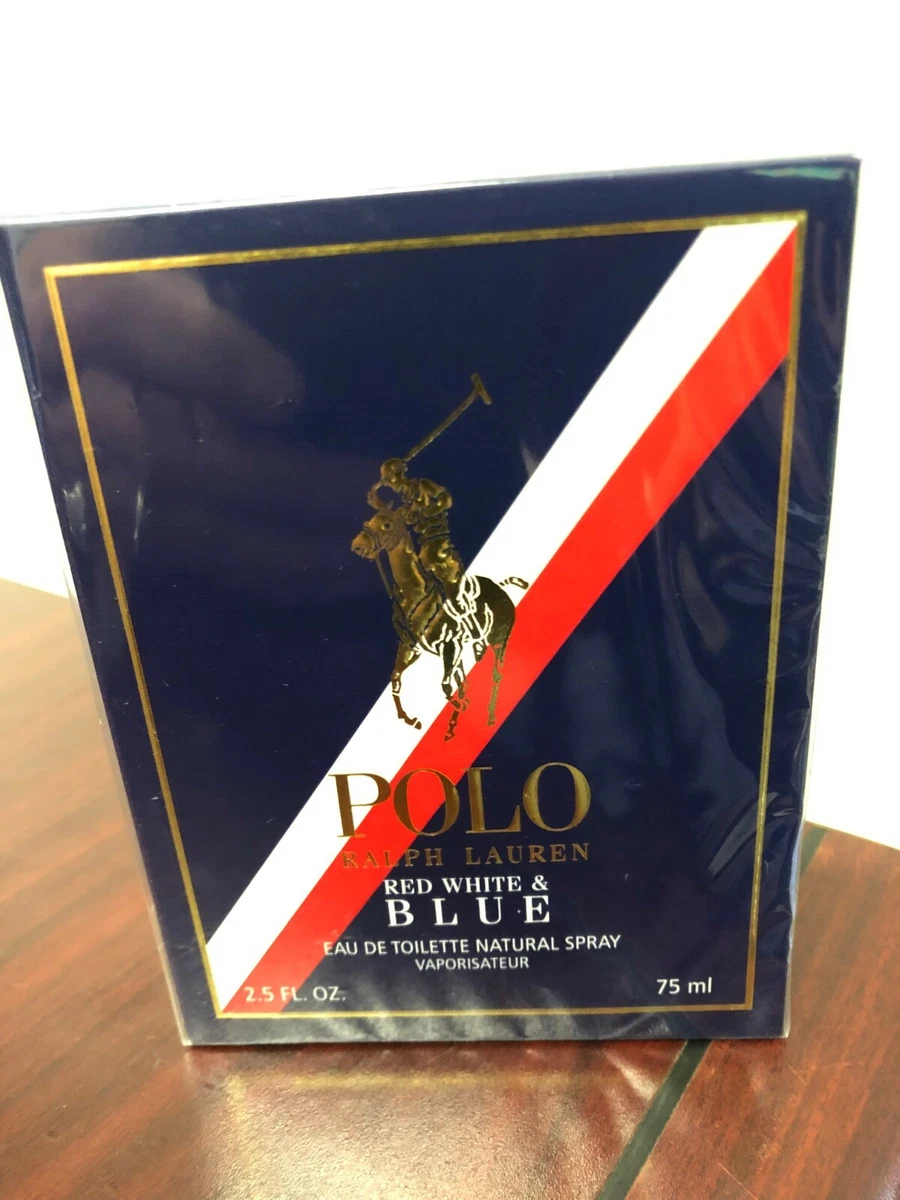 POLO
RALPH LAUREN
RED WHITE &
BLUE
EAU DE TOILETTE NATURAL SPRAY
VAPORISATEUR
2.5 FL. OZ. 75 ml